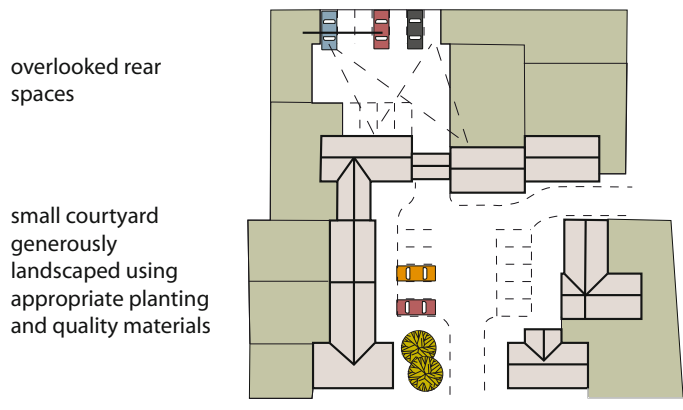 overlooked rear
spaces
small courtyard
generously
landscaped using
appropriate planting
and quality materials